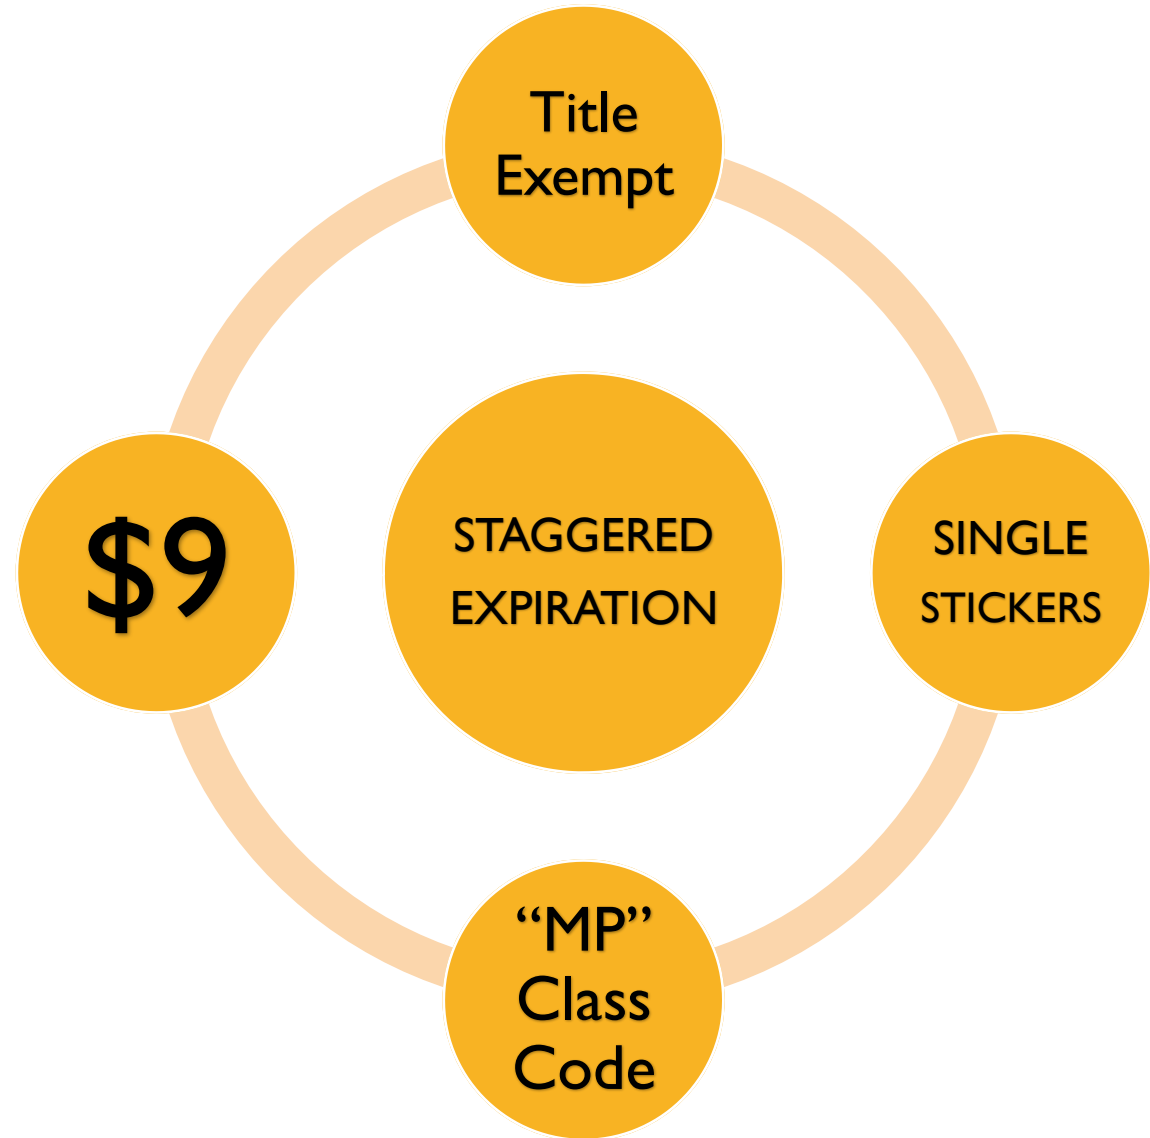 Title
Exempt
$9
STAGGERED
EXPIRATION
SINGLE
STICKERS
“MP”
Class
Code